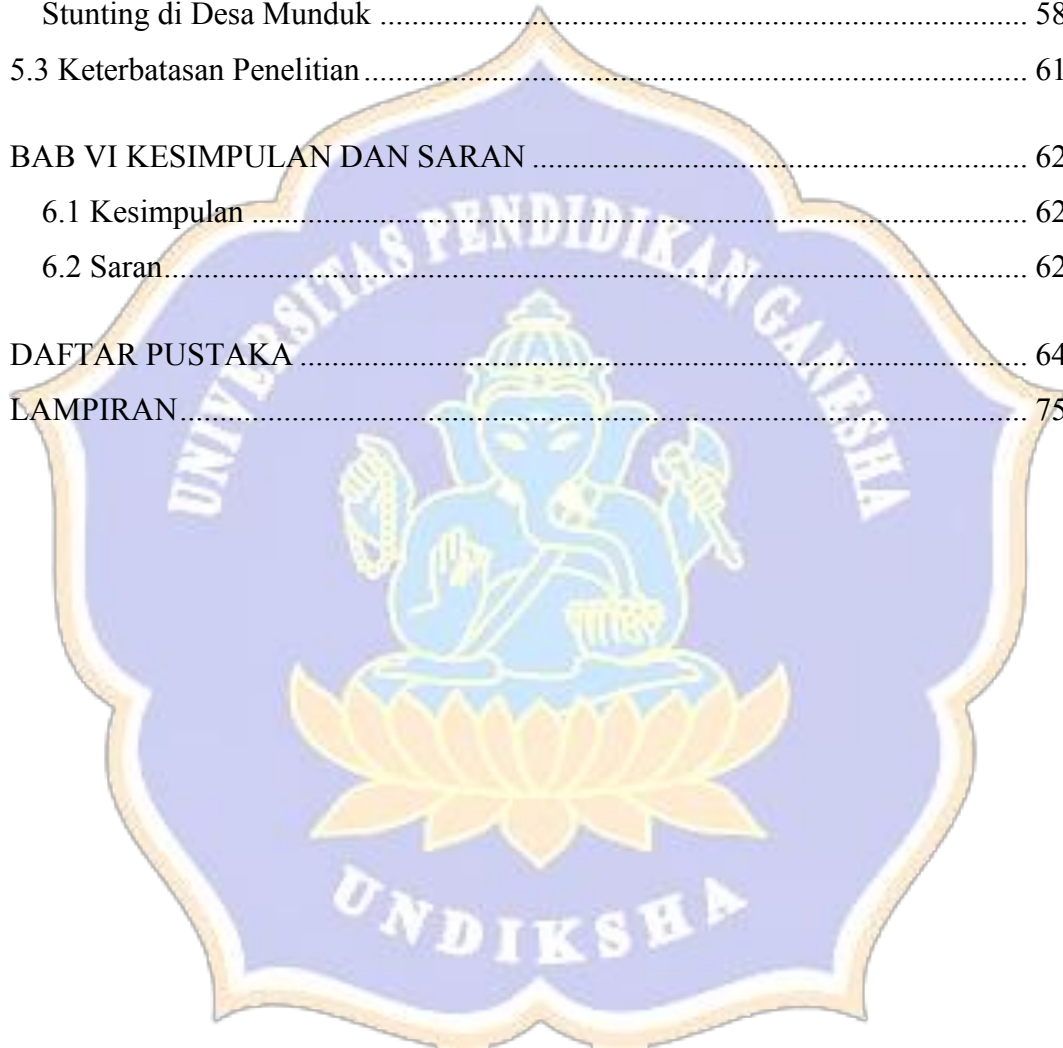 Stunting di Desa Munduk ........................................................................................ 58
5.3 Keterbatasan Penelitian ........................................................................................ 61
BAB VI KESIMPULAN DAN SARAN ........................................................................................ 62
6.1 Kesimpulan ........................................................................................ 62
6.2 Saran ........................................................................................ 62
DAFTAR PUSTAKA ........................................................................................ 64
LAMPIRAN ........................................................................................ 75
UNIVERSITAS PENDIDIKAN GANESHA
UNDIKSHA